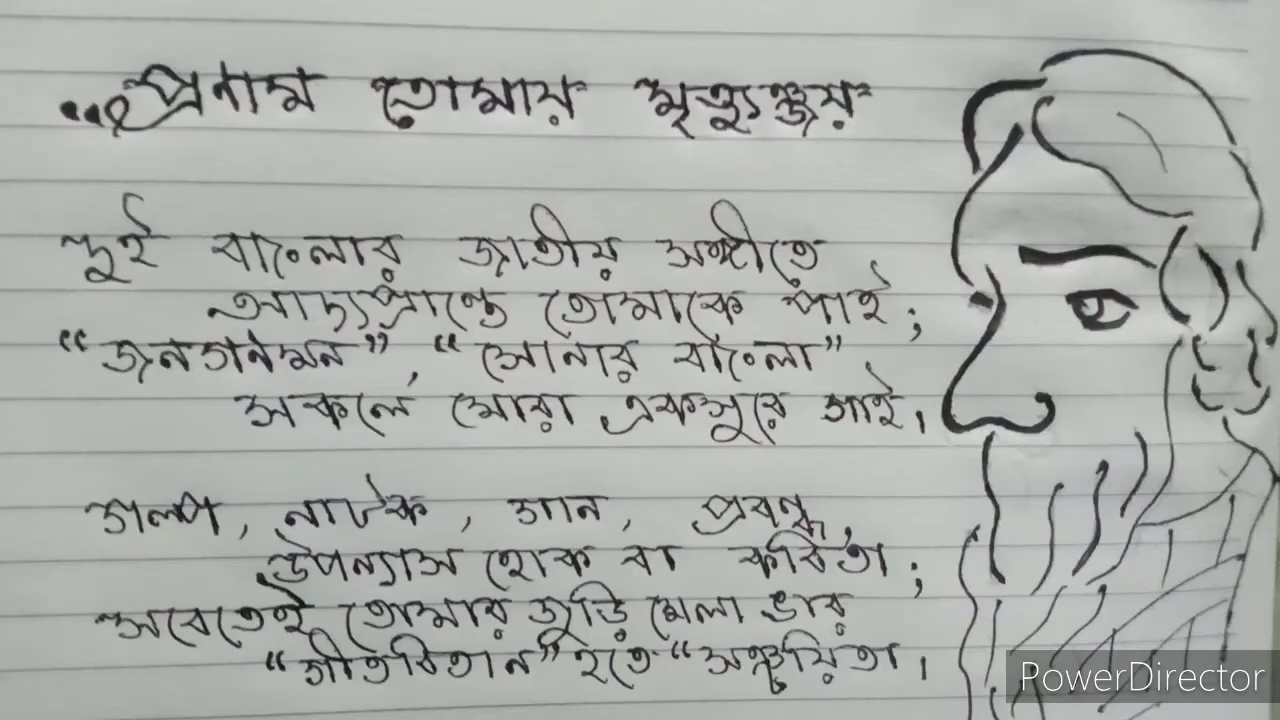 ...প্রণাম তোমায় মৃত্যুঞ্জয়
দুই বাংলার জাতীয় সঙ্গীতে
আদ্যপ্রান্তে তোমাকে পাই;
“জনগণমন”, “সোনার বাংলা”
সকলে মোরা একসুরে গাই।
গল্প, নাটক, গান, প্রবন্ধ,
উপন্যাস হোক বা কবিতা;
সবেতেই তোমার জুড়ি মেলা ভার
“গীতবিতান” হতে “সঞ্চয়িতা।
PowerDirector